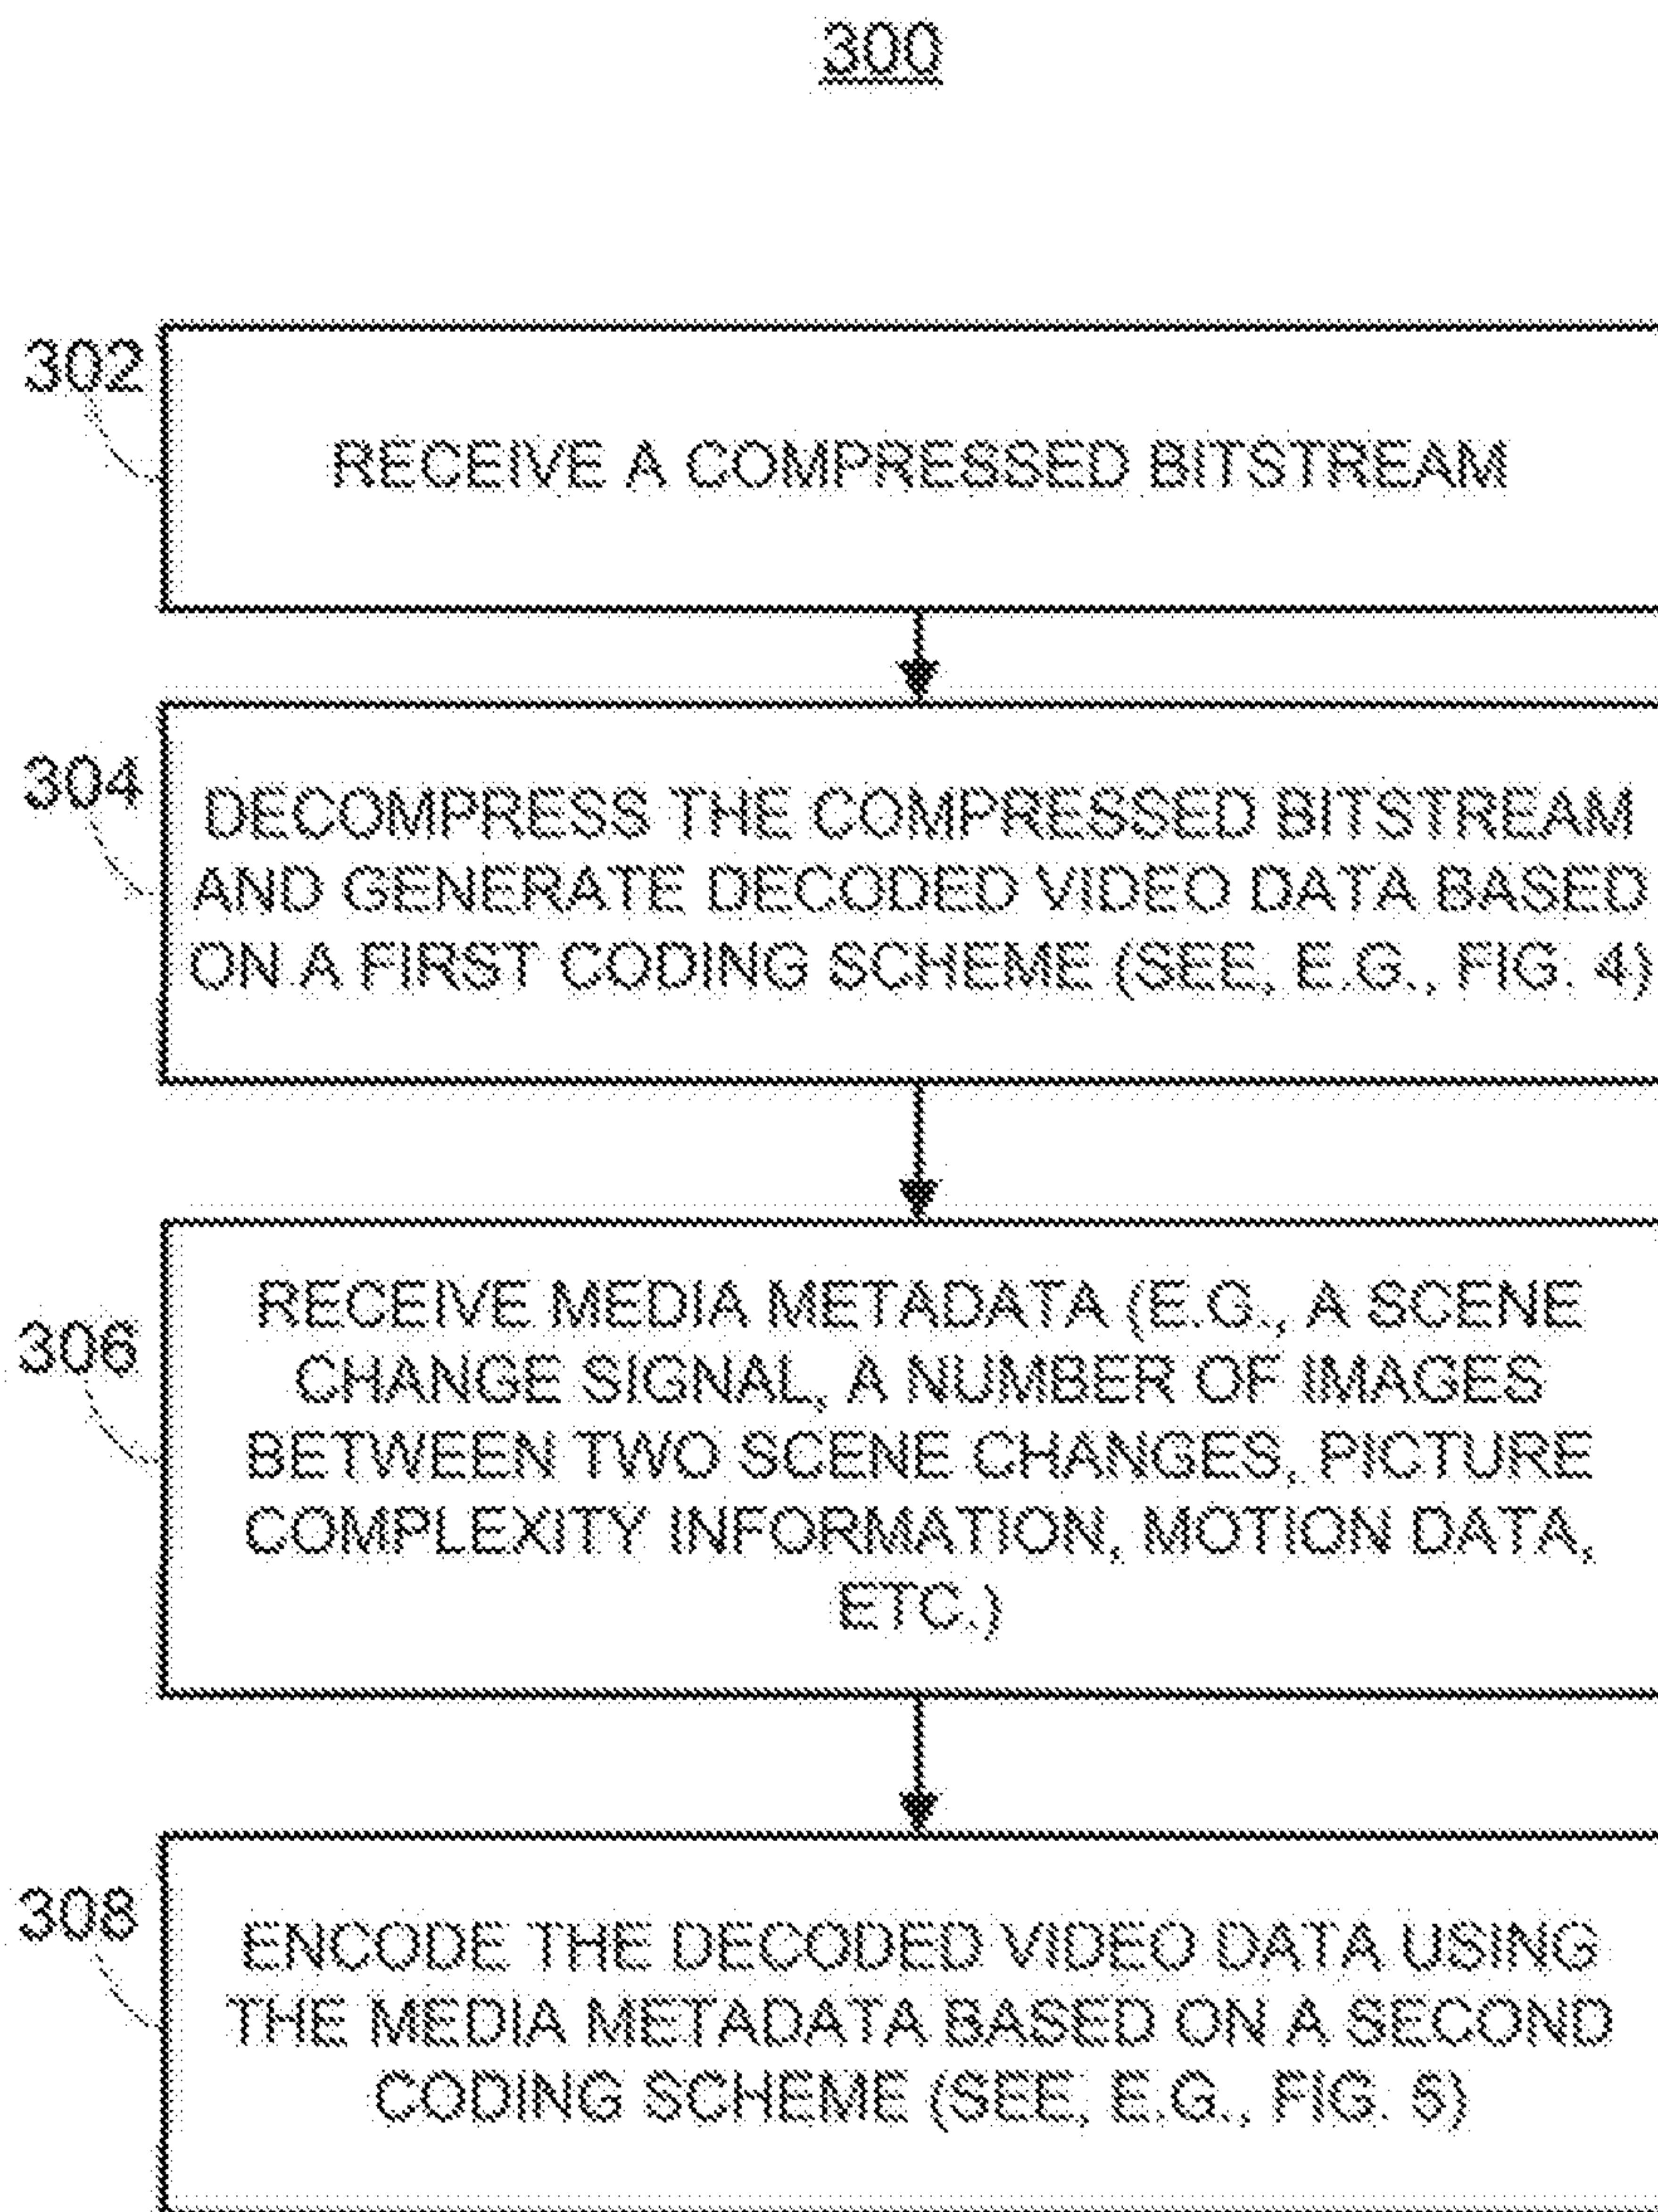 300
302
RECEIVE A COMPRESSED BITSTREAM
304
DECOMPRESS THE COMPRESSED BITSTREAM
AND GENERATE DECODED VIDEO DATA BASED
ON A FIRST CODING SCHEME (SEE, E.G., FIG. 4)
306
RECEIVE MEDIA METADATA (E.G., A SCENE
CHANGE SIGNAL, A NUMBER OF IMAGES
BETWEEN TWO SCENE CHANGES, PICTURE
COMPLEXITY INFORMATION, MOTION DATA,
ETC.)
308
ENCODE THE DECODED VIDEO DATA USING
THE MEDIA METADATA BASED ON A SECOND
CODING SCHEME (SEE, E.G., FIG. 5)